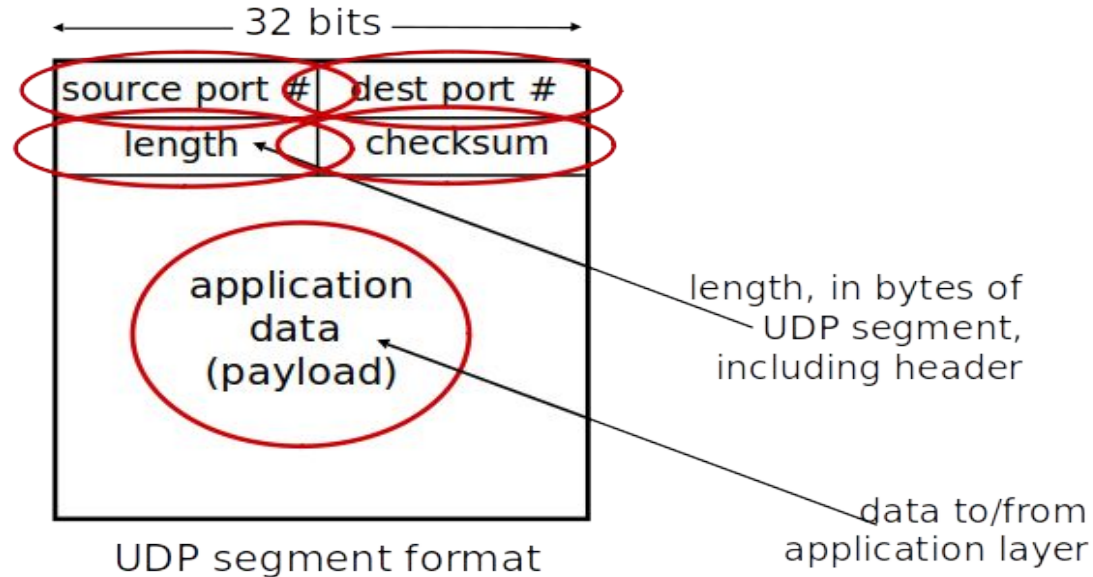 32 bits
source port #
dest port #
length
checksum
application
data
(payload)
length, in bytes of
UDP segment,
including header
data to/from
application layer
UDP segment format